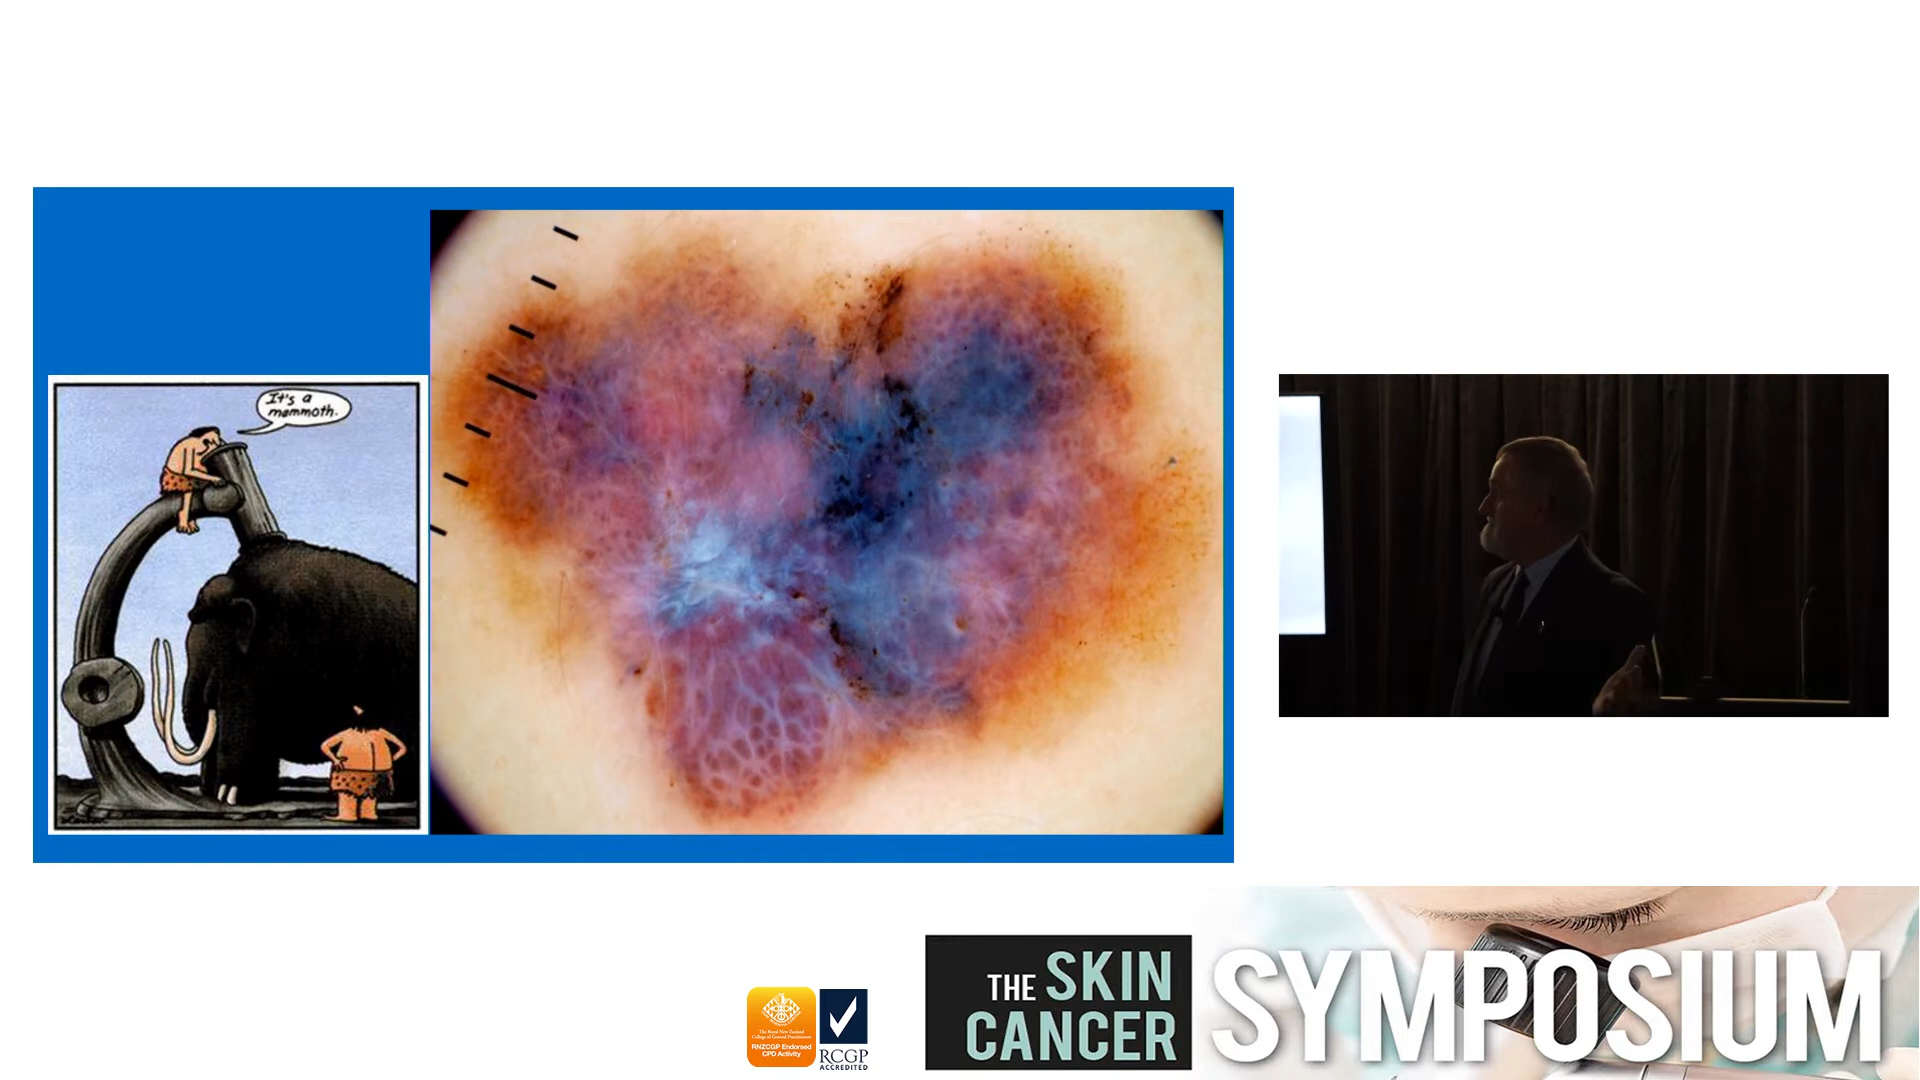 It's a
mammoth.
The Royal New Zealand
College of General Practitioners
RNZCGP Endorsed
CPD Activity
RCGP
ACCREDITED
THE SKIN
CANCER
SYMPOSIUM